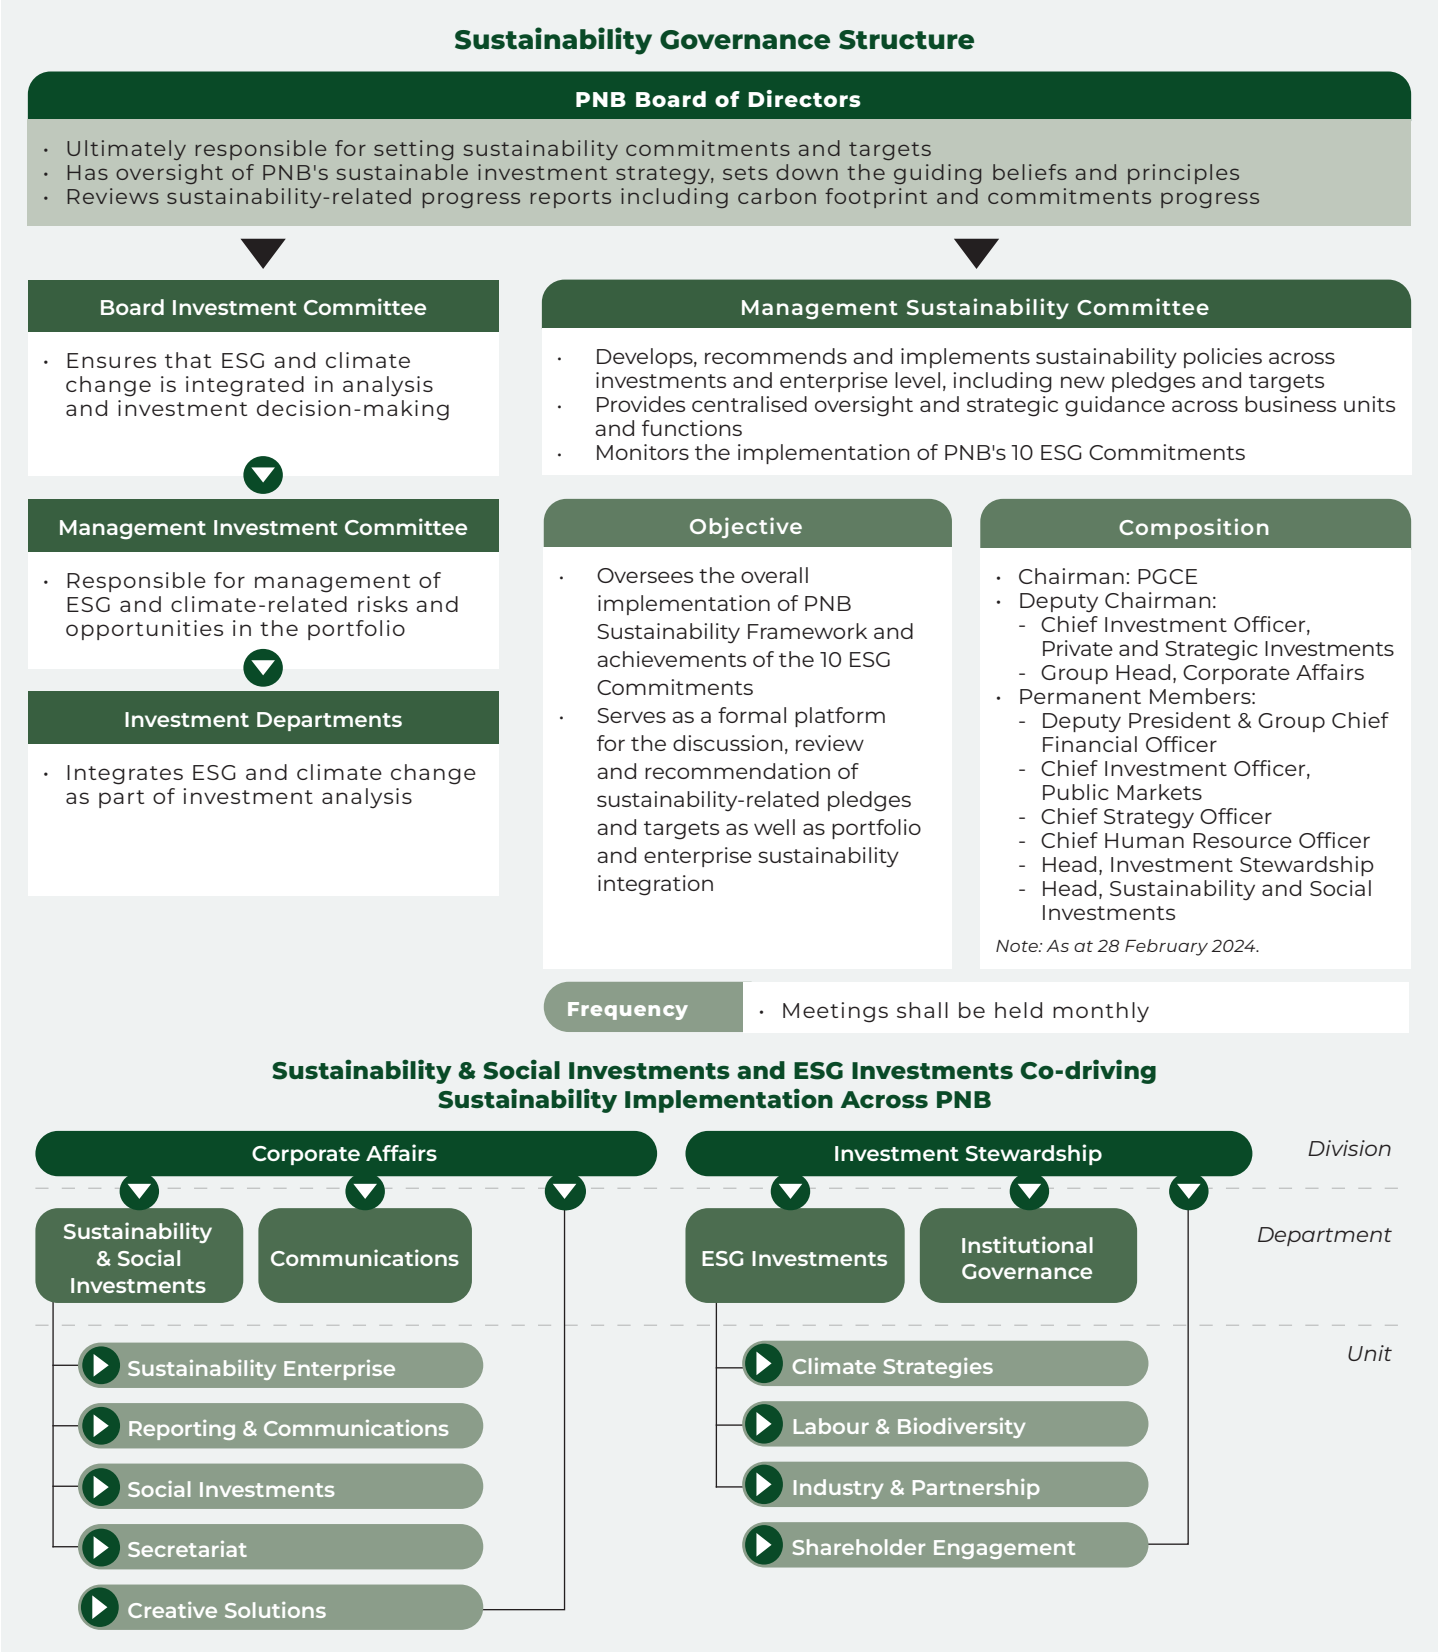 Sustainability Governance Structure
PNB Board of Directors
• Ultimately responsible for setting sustainability commitments and targets
• Has oversight of PNB's sustainable investment strategy, sets down the guiding beliefs and principles
• Reviews sustainability-related progress reports including carbon footprint and commitments progress
Board Investment Committee
• Ensures that ESG and climate
change is integrated in analysis
and investment decision-making
Management Investment Committee
• Responsible for management of
ESG and climate-related risks and
opportunities in the portfolio
Investment Departments
• Integrates ESG and climate change
as part of investment analysis
Management Sustainability Committee
• Develops, recommends and implements sustainability policies across
investments and enterprise level, including new pledges and targets
• Provides centralised oversight and strategic guidance across business units
and functions
• Monitors the implementation of PNB's 10 ESG Commitments
Objective
• Oversees the overall
implementation of PNB
Sustainability Framework and
achievements of the 10 ESG
Commitments
• Serves as a formal platform
for the discussion, review
and recommendation of
sustainability-related pledges
and targets as well as portfolio
and enterprise sustainability
integration
Composition
• Chairman: PGCE
• Deputy Chairman:
- Chief Investment Officer,
Private and Strategic Investments
- Group Head, Corporate Affairs
• Permanent Members:
- Deputy President & Group Chief
Financial Officer
- Chief Investment Officer,
Public Markets
- Chief Strategy Officer
- Chief Human Resource Officer
- Head, Investment Stewardship
- Head, Sustainability and Social
Investments
Note: As at 28 February 2024.
Frequency
• Meetings shall be held monthly
Sustainability & Social Investments and ESG Investments Co-driving
Sustainability Implementation Across PNB
Corporate Affairs
Investment Stewardship
Division
Sustainability
& Social
Investments
Communications
ESG Investments
Institutional
Governance
Department
Unit
Sustainability Enterprise
Reporting & Communications
Social Investments
Secretariat
Creative Solutions
Climate Strategies
Labour & Biodiversity
Industry & Partnership
Shareholder Engagement